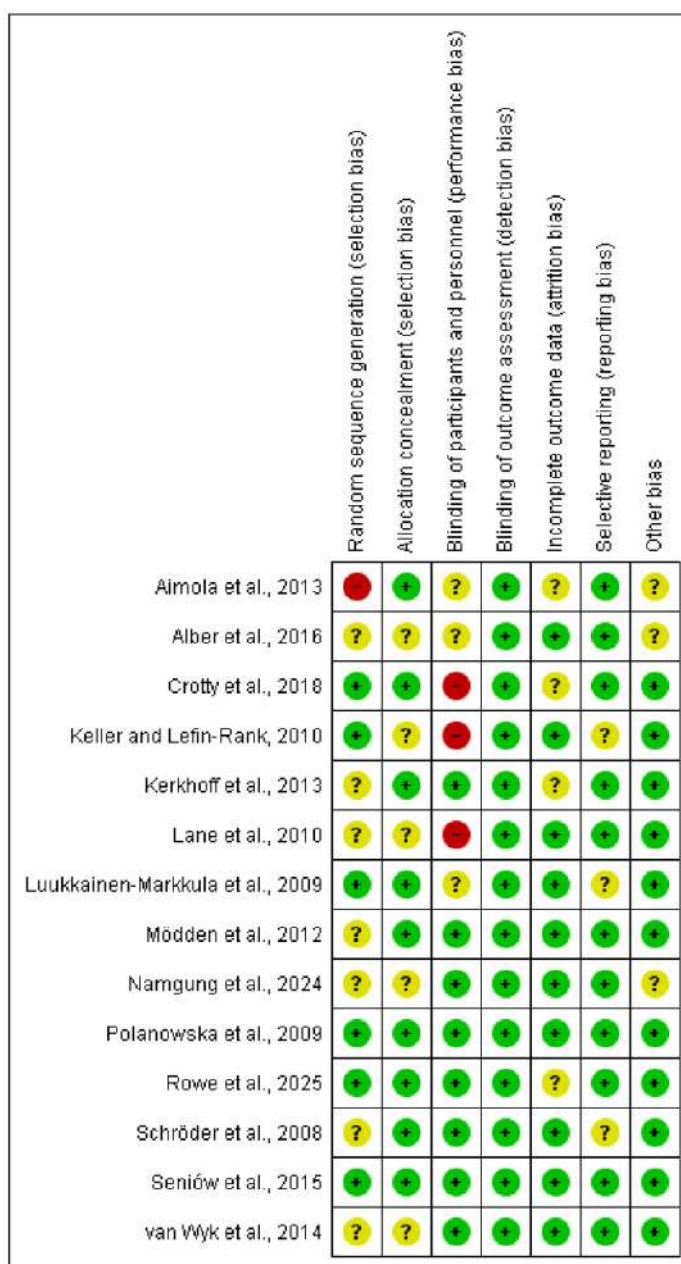 Random sequence generation (selection bias)
Allocation concealment (selection bias)
Blinding of participants and personnel (performance bias)
Blinding of outcome assessment (detection bias)
Incomplete outcome data (attrition bias)
Selective reporting (reporting bias)
Other bias
Aimola et al., 2013 - + ? + ? + ?
Alber et al., 2016 ? ? ? + + + ?
Crotty et al., 2018 + + - + ? + +
Keller and Lefin-Rank, 2010 + ? - + + ? +
Kerkhoff et al., 2013 ? + + + ? + +
Lane et al., 2010 ? ? - + + + +
Luukkainen-Markkula et al., 2009 + + ? + + ? +
Mödden et al., 2012 ? + + + + + +
Namgung et al., 2024 ? ? + + + + ?
Polanowska et al., 2009 + + + + + + +
Rowe et al., 2025 + + + + ? + +
Schröder et al., 2008 ? + + + + ? +
Seniów et al., 2015 + + + + + + +
van Wyk et al., 2014 ? ? + + + + +